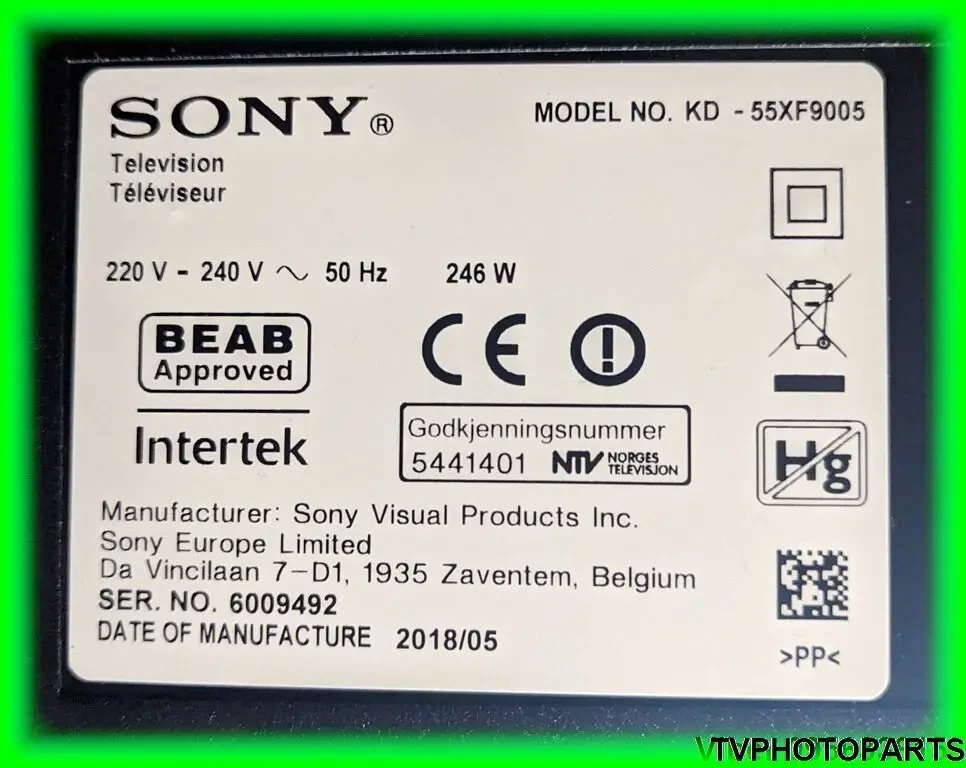 SONY®
MODEL NO. KD - 55XF9005
Television
Téléviseur
220 V - 240 V ~ 50 Hz 246 W
BEAB
Approved
CE
Intertek
Godkjenningsnummer
5441401 NTV NORGES TELEVISJON
Hg
Manufacturer: Sony Visual Products Inc.
Sony Europe Limited
Da Vincilaan 7-D1, 1935 Zaventem, Belgium
SER. NO. 6009492
DATE OF MANUFACTURE 2018/05
>PP<
TVPHOTOPARTS